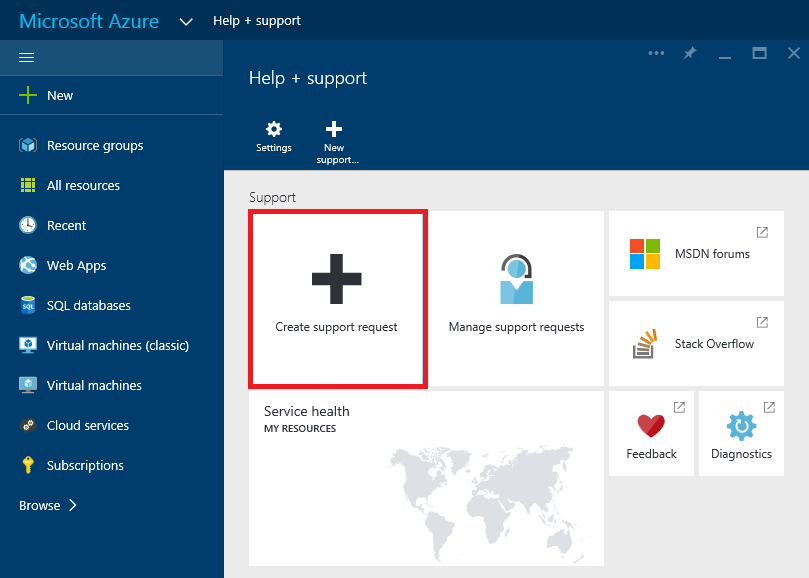 Microsoft Azure
Help + support
New
Resource groups
All resources
Recent
Web Apps
SQL databases
Virtual machines (classic)
Virtual machines
Cloud services
Subscriptions
Browse
Help + support
Settings
New
support...
Support
Create support request
Manage support requests
MSDN forums
Stack Overflow
Service health
MY RESOURCES
Feedback
Diagnostics
SQL